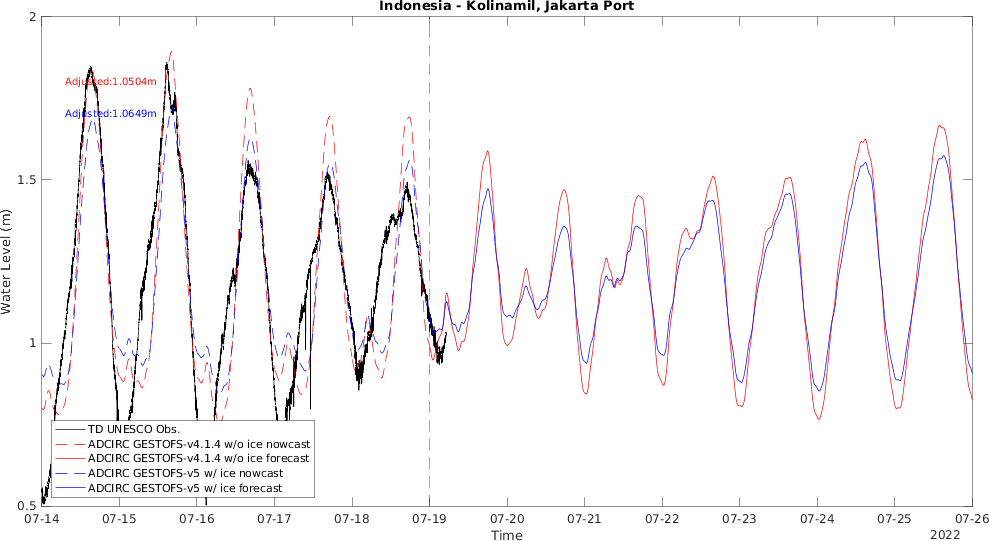 Indonesia - Kolinamil, Jakarta Port
2
1.5
1
0.5
Water Level (m)
Adjusted:1.0504m
Adjusted:1.0649m
TD UNESCO Obs.
ADCIRC GESTOFS-v4.1.4 w/o ice nowcast
ADCIRC GESTOFS-v4.1.4 w/o ice forecast
ADCIRC GESTOFS-v5 w/ ice nowcast
ADCIRC GESTOFS-v5 w/ ice forecast
07-14 07-15 07-16 07-17 07-18 07-19 07-20 07-21 07-22 07-23 07-24 07-25 07-26
Time
2022